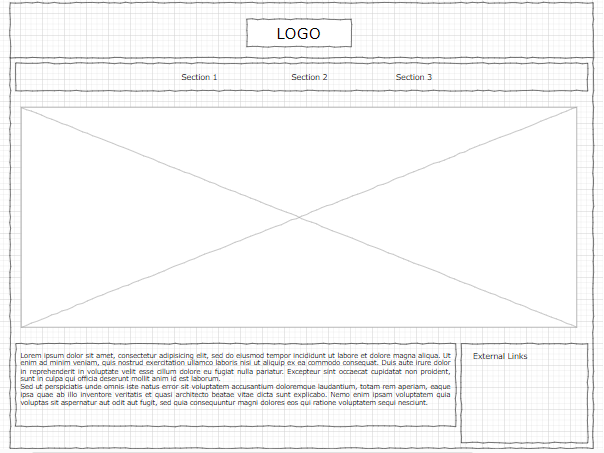 LOGO
Section 1
Section 2
Section 3
Lorem ipsum dolor sit amet, consectetur adipisicing elit, sed do eiusmod tempor incididunt ut labore et dolore magna aliqua. Ut
enim ad minim veniam, quis nostrud exercitation ullamco laboris nisi ut aliquip ex ea commodo consequat. Duis aute irure dolor
in reprehenderit in voluptate velit esse cillum dolore eu fugiat nulla pariatur. Excepteur sint occaecat cupidatat non proident,
sunt in culpa qui officia deserunt mollit anim id est laborum.
Sed ut perspiciatis unde omnis iste natus error sit voluptatem accusantium doloremque laudantium, totam rem aperiam, eaque
ipsa quae ab illo inventore veritatis et quasi architecto beatae vitae dicta sunt explicabo. Nemo enim ipsam voluptatem quia
voluptas sit aspernatur aut odit aut fugit, sed quia consequuntur magni dolores eos qui ratione voluptatem sequi nesciunt.
External Links